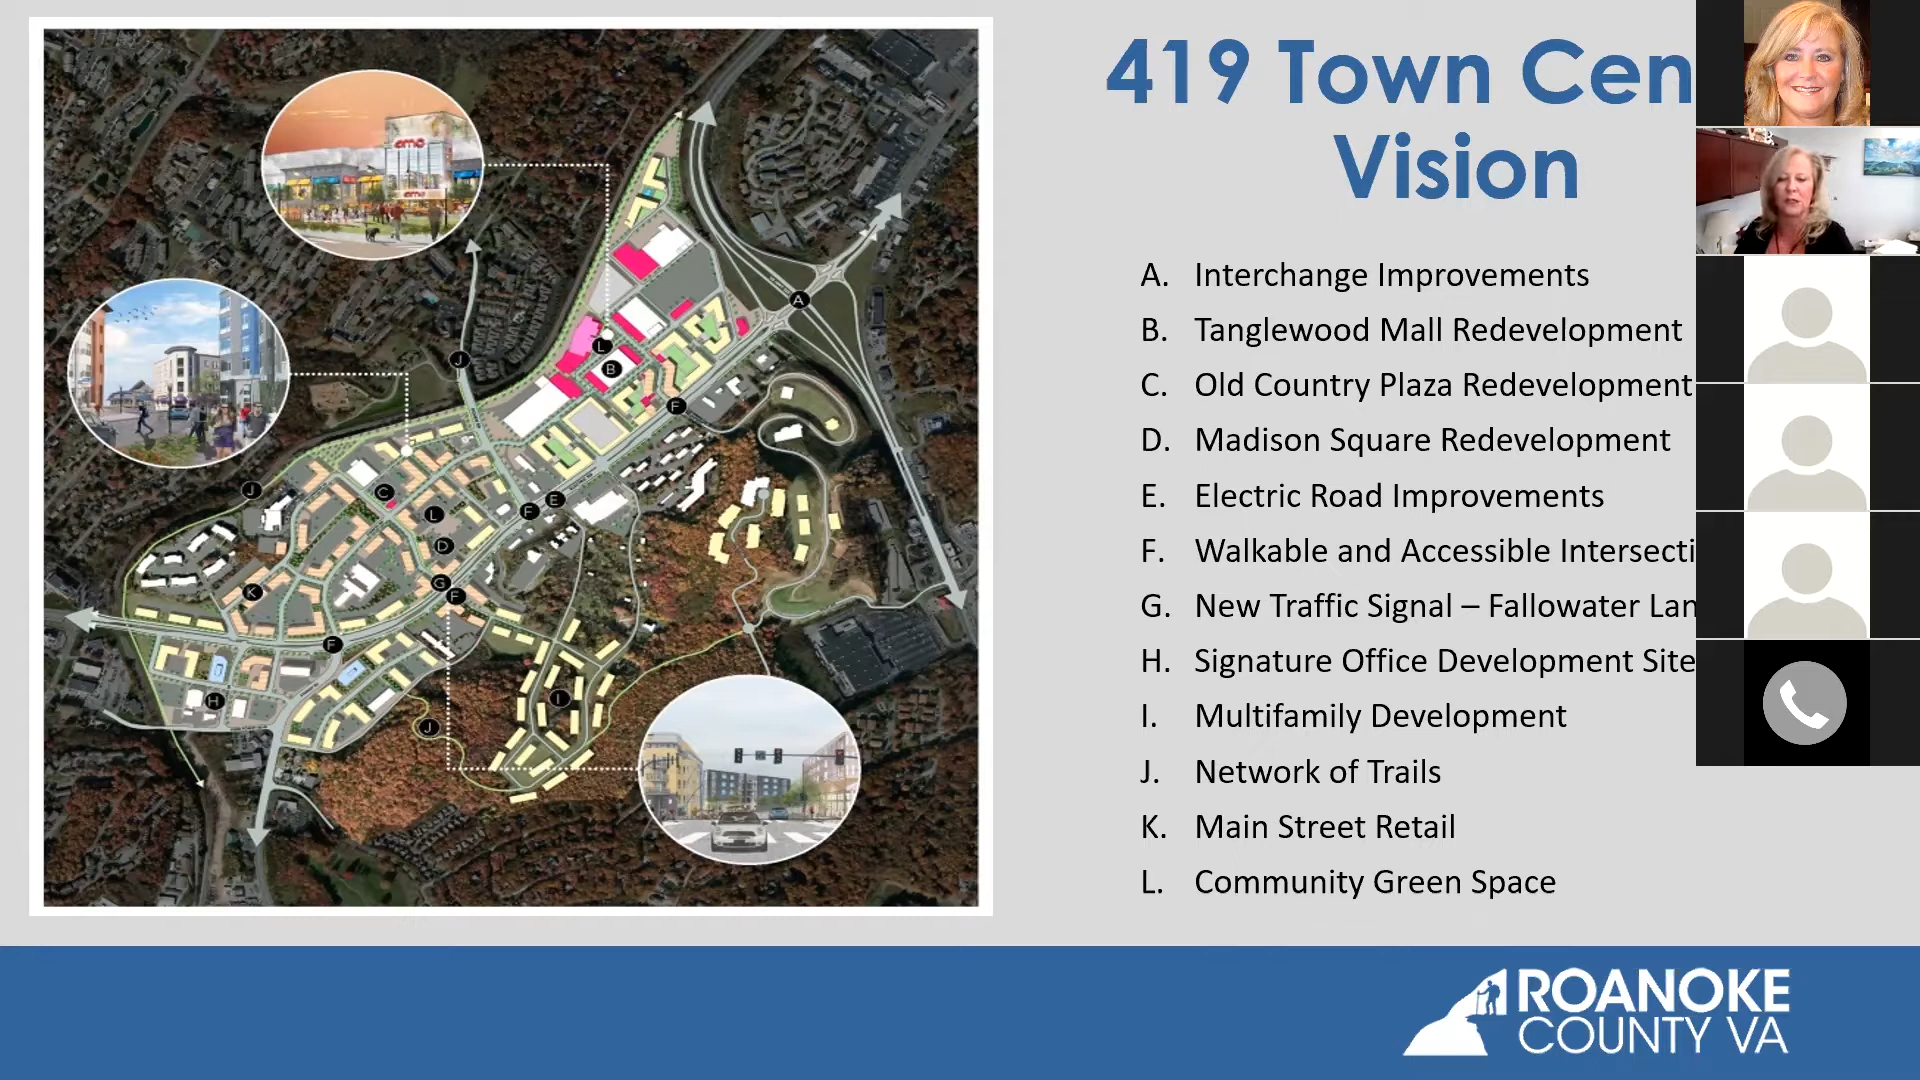 419 Town Cen
Vision
A. Interchange Improvements
B. Tanglewood Mall Redevelopment
C. Old Country Plaza Redevelopment
D. Madison Square Redevelopment
E. Electric Road Improvements
F. Walkable and Accessible Intersecti
G. New Traffic Signal – Fallowater Lan
H. Signature Office Development Site
I. Multifamily Development
J. Network of Trails
K. Main Street Retail
L. Community Green Space
amc
amc
A
J
L
B
F
J
C
E
F
L
D
G
F
K
F
H
I
J
ROANOKE
COUNTY VA